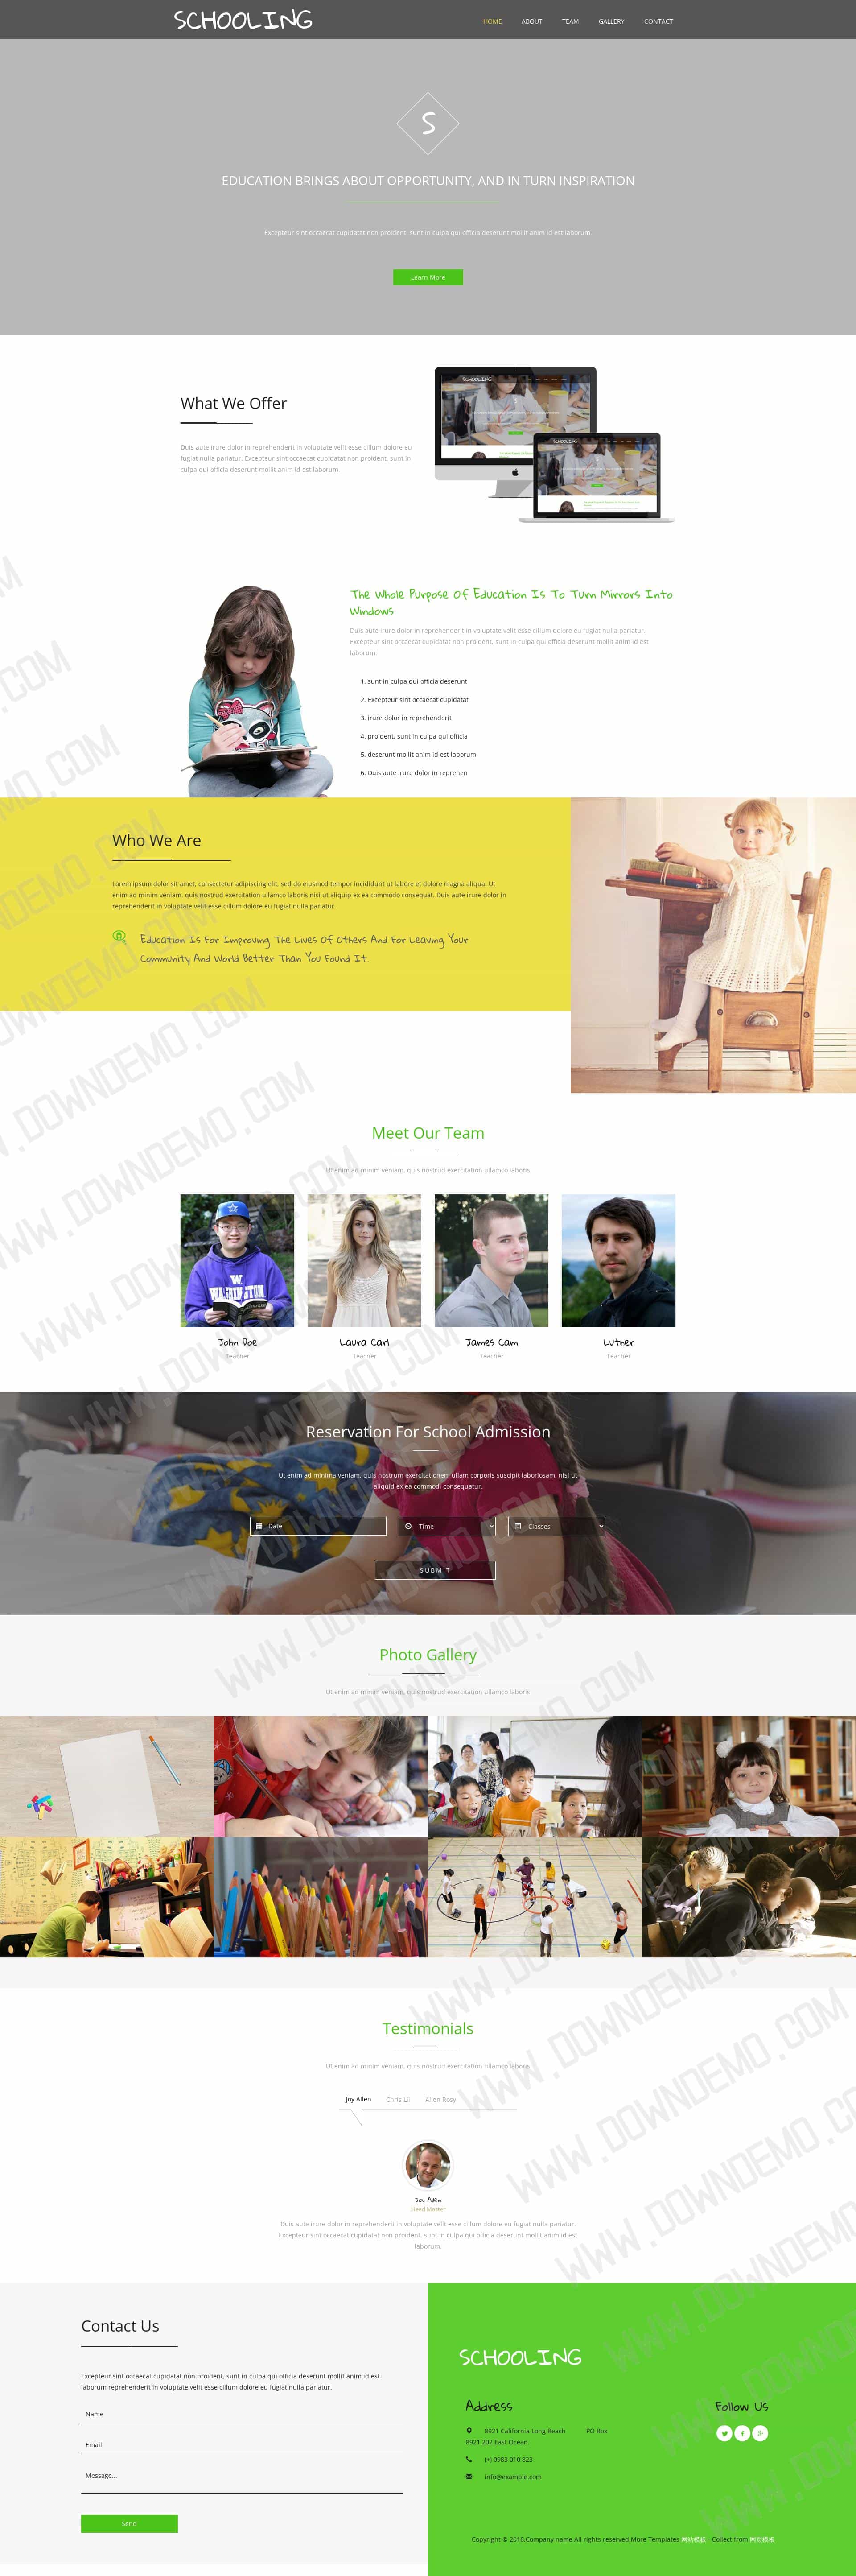 SCHOOLING
HOME ABOUT TEAM GALLERY CONTACT
S
EDUCATION BRINGS ABOUT OPPORTUNITY, AND IN TURN INSPIRATION
Excepteur sint occaecat cupidatat non proident, sunt in culpa qui officia deserunt mollit anim id est laborum.
Learn More
What We Offer
Duis aute irure dolor in reprehenderit in voluptate velit esse cillum dolore eu
fugiat nulla pariatur. Excepteur sint occaecat cupidatat non proident, sunt in
culpa qui officia deserunt mollit anim id est laborum.
SCHOOLING
SCHOOLING
The Whole Purpose Of Education Is To Turn Mirrors Into
Windows
Duis aute irure dolor in reprehenderit in voluptate velit esse cillum dolore eu fugiat nulla pariatur.
Excepteur sint occaecat cupidatat non proident, sunt in culpa qui officia deserunt mollit anim id est
laborum.
1. sunt in culpa qui officia deserunt
2. Excepteur sint occaecat cupidatat
3. irure dolor in reprehenderit
4. proident, sunt in culpa qui officia
5. deserunt mollit anim id est laborum
6. Duis aute irure dolor in reprehen
Who We Are
Lorem ipsum dolor sit amet, consectetur adipiscing elit, sed do eiusmod tempor incididunt ut labore et dolore magna aliqua. Ut
enim ad minim veniam, quis nostrud exercitation ullamco laboris nisi ut aliquip ex ea commodo consequat. Duis aute irure dolor in
reprehenderit in voluptate velit esse cillum dolore eu fugiat nulla pariatur.
Education Is For Improving The Lives Of Others And For Leaving Your
Community And World Better Than You Found It.
Meet Our Team
Ut enim ad minim veniam, quis nostrud exercitation ullamco laboris
W
WASHINGTON
John Doe Laura Carl James Cam Luther
Teacher Teacher Teacher Teacher
Reservation For School Admission
Ut enim ad minima veniam, quis nostrum exercitationem ullam corporis suscipit laboriosam, nisi ut
aliquid ex ea commodi consequatur.
Date Time Classes
SUBMIT
Photo Gallery
Ut enim ad minim veniam, quis nostrud exercitation ullamco laboris
Testimonials
Ut enim ad minim veniam, quis nostrud exercitation ullamco laboris
Joy Allen Chris Lii Allen Rosy
Joy Allen
Head Master
Duis aute irure dolor in reprehenderit in voluptate velit esse cillum dolore eu fugiat nulla pariatur.
Excepteur sint occaecat cupidatat non proident, sunt in culpa qui officia deserunt mollit anim id est
laborum.
Contact Us
Excepteur sint occaecat cupidatat non proident, sunt in culpa qui officia deserunt mollit anim id est
laborum reprehenderit in voluptate velit esse cillum dolore eu fugiat nulla pariatur.
Name
Email
Message...
Send
SCHOOLING
Address
8921 California Long Beach PO Box
8921 202 East Ocean.
(+) 0983 010 823
info@example.com
Follow Us
Copyright © 2016.Company name All rights reserved.More Templates 网站模板 - Collect from 网页模板
WWW.DOWNDEMO.COM